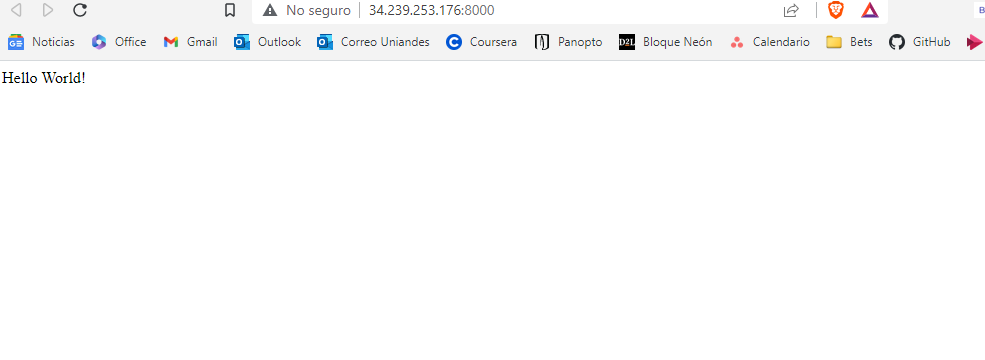 No seguro 34.239.253.176:8000
Noticias Office Gmail Outlook Correo Uniandes Coursera Panopto D2L Bloque Neón Calendario Bets GitHub
Hello World!